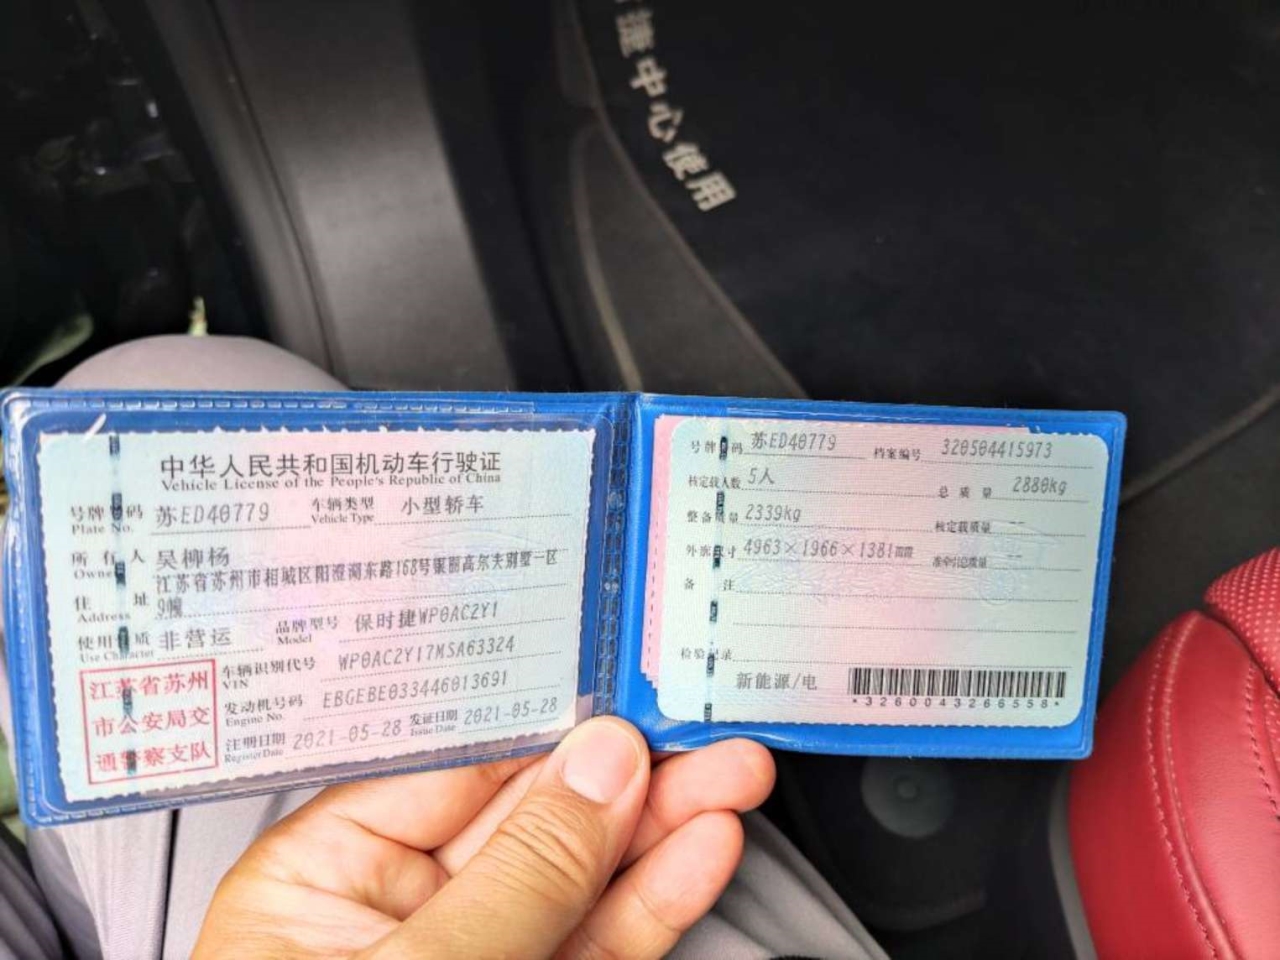 捷中心使用
中华人民共和国机动车行驶证
Vehicle License of the People's Republic of China
号牌号码 Plate No. 苏ED40779 车辆类型 Vehicle Type 小型轿车
所有人 Owner 吴柳杨
住址 Address 江苏省苏州市相城区阳澄湖东路168号聚丽高尔夫别墅一区
9幢
使用性质 Use Character 非营运 品牌型号 Model 保时捷WP0AC2Y1
车辆识别代号 VIN WP0AC2Y17MSA63324
发动机号码 Engine No. EBGEBE033446013691
注册日期 Register Date 2021-05-28 发证日期 Issue Date 2021-05-28
江苏省苏州
市公安局交
通警察支队
号牌号码 苏ED40779 档案编号 320504415973
核定载人数 5人 总质量 2880kg
整备质量 2339kg 核定载质量 --
外廓尺寸 4963×1966×1381mm 准牵引总质量 --
备注
检验记录
新能源/电
*3260043266558*